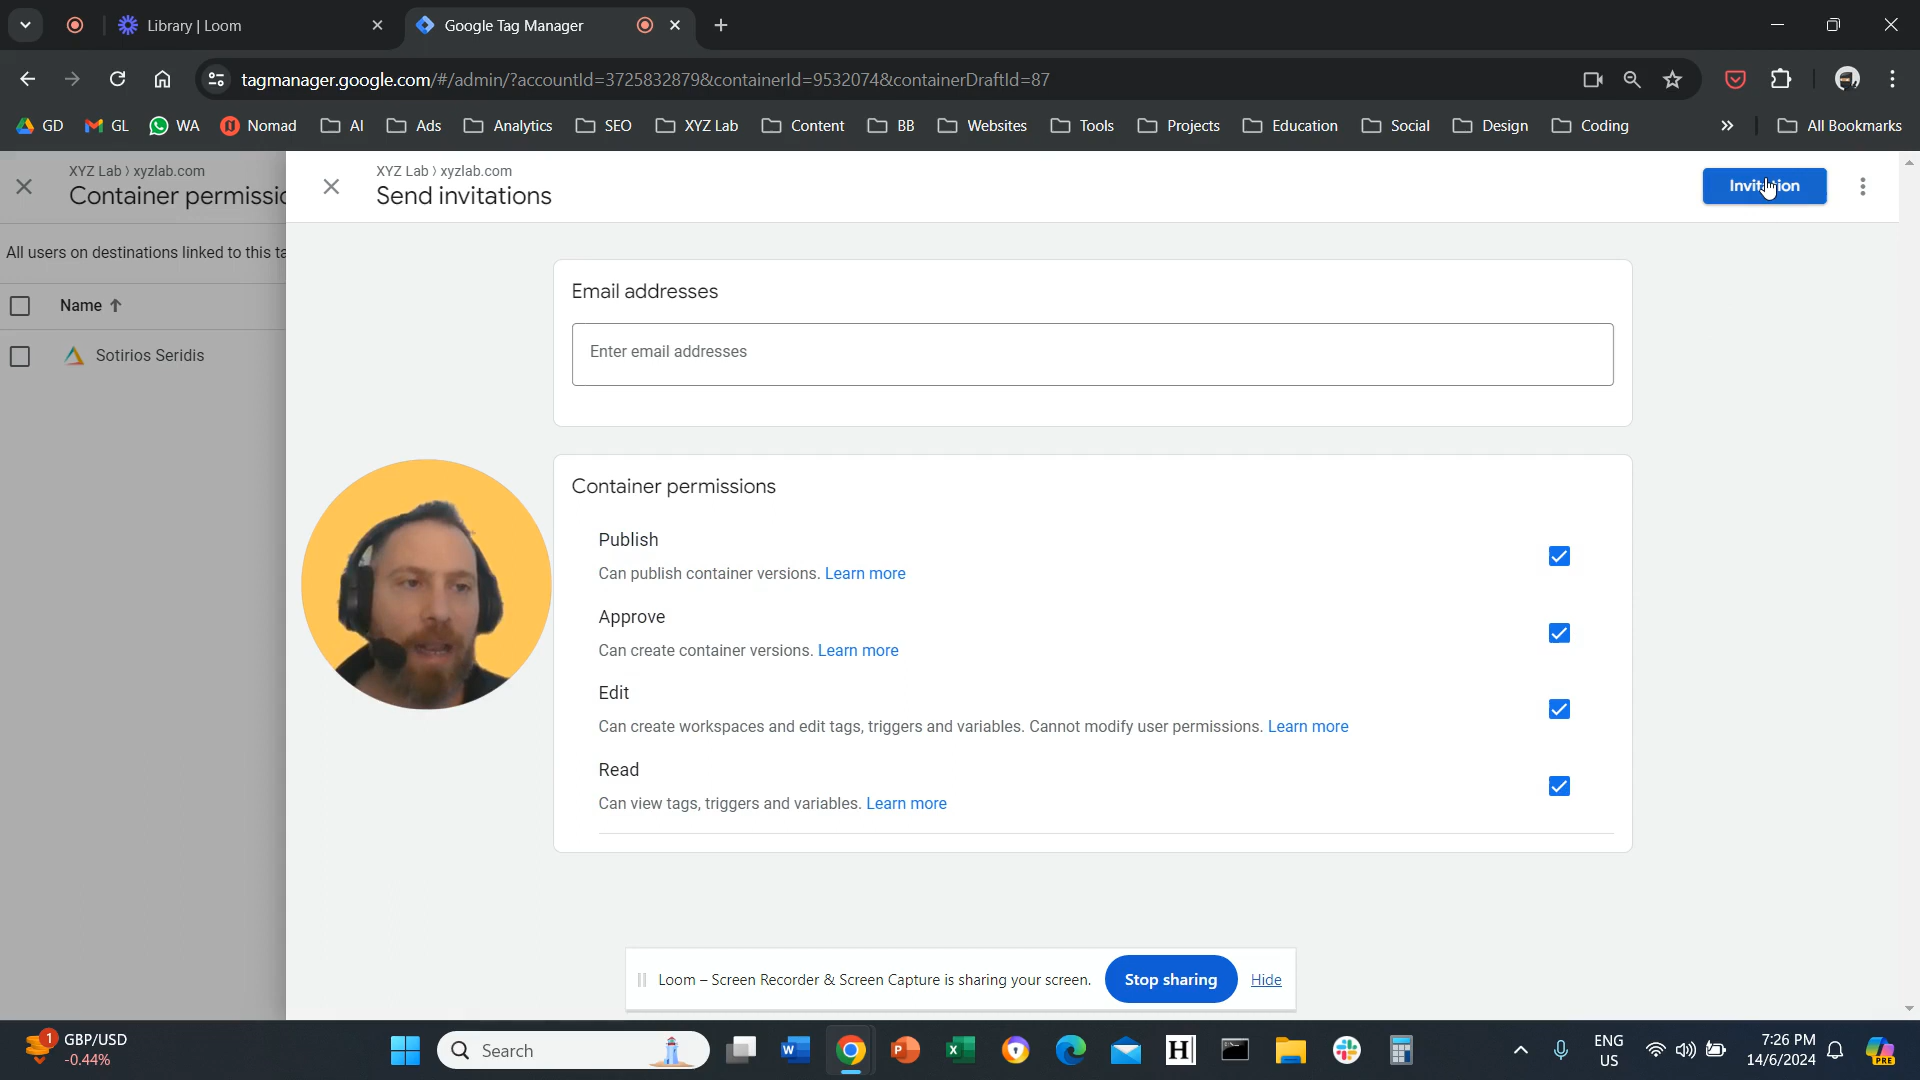 Library | Loom
Google Tag Manager
tagmanager.google.com/#/admin/?accountId=3725832879&containerId=9532074&containerDraftId=87
GD
GL
WA
Nomad
AI
Ads
Analytics
SEO
XYZ Lab
Content
BB
Websites
Tools
Projects
Education
Social
Design
Coding
All Bookmarks
XYZ Lab › xyzlab.com
Container permissio
All users on destinations linked to this ta
Name
Sotirios Seridis
XYZ Lab › xyzlab.com
Send invitations
Invitation
Email addresses
Enter email addresses
Container permissions
Publish
Can publish container versions. Learn more
Approve
Can create container versions. Learn more
Edit
Can create workspaces and edit tags, triggers and variables. Cannot modify user permissions. Learn more
Read
Can view tags, triggers and variables. Learn more
Loom – Screen Recorder & Screen Capture is sharing your screen.
Stop sharing
Hide
1
GBP/USD
-0.44%
Search
H
ENG
US
7:26 PM
14/6/2024
PRE